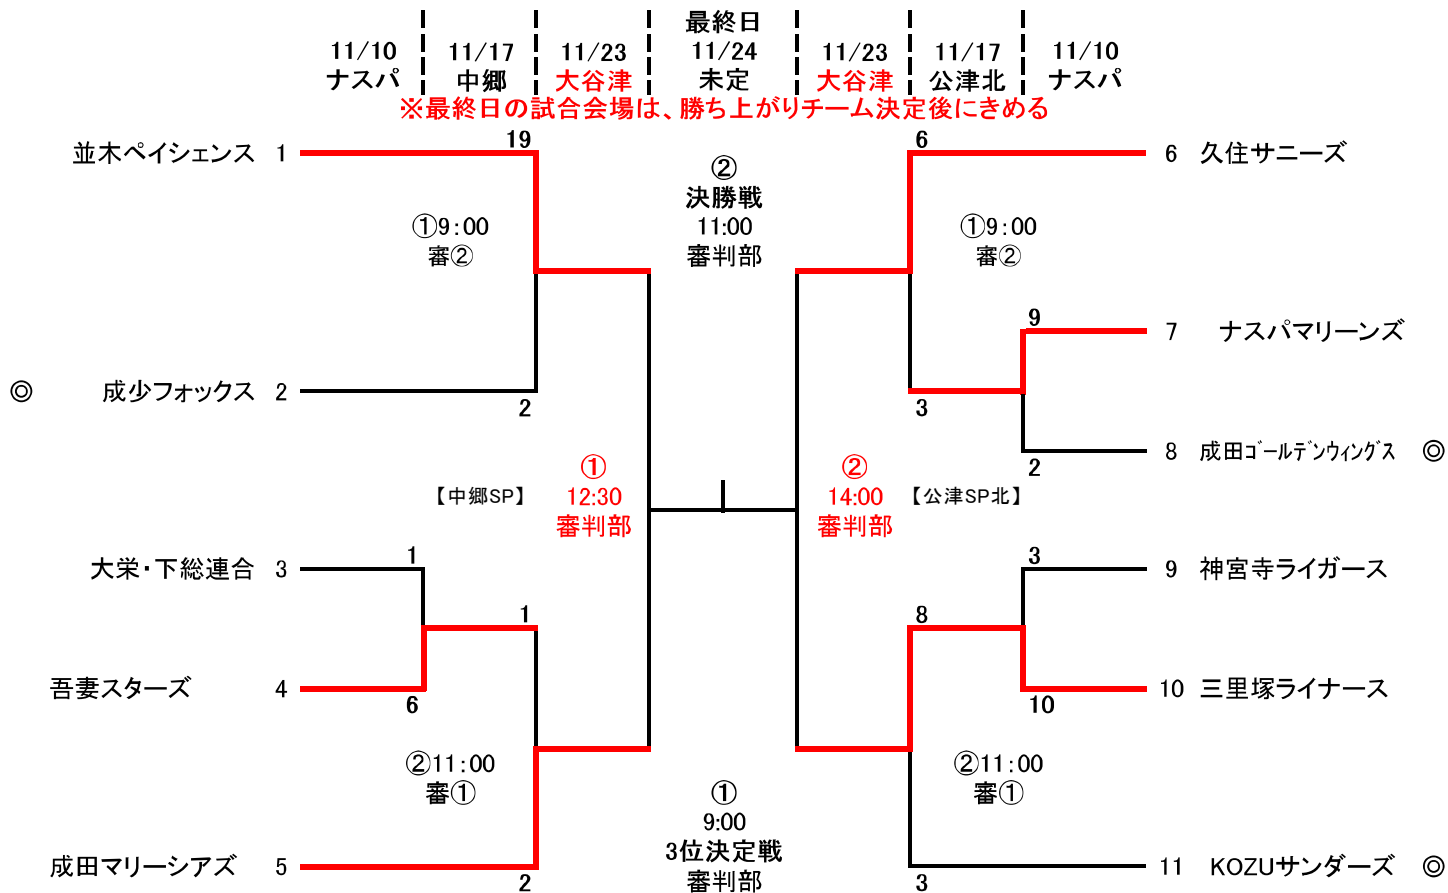 最終日
11/10 11/17 11/23 11/24 11/23 11/17 11/10
ナスパ 中郷 大谷津 未定 大谷津 公津北 ナスパ
※最終日の試合会場は、勝ち上がりチーム決定後にきめる
並木ペイシェンス 1 19 6 6 久住サニーズ
②
決勝戦
11:00
審判部
①9:00
審②
①9:00
審②
9 7 ナスパマリーンズ
◎ 成少フォックス 2 2 3
2 8 成田ｺﾞｰﾙﾃﾞﾝｳｨﾝｸﾞｽ ◎
①
12:30
審判部
②
14:00
審判部
【中郷SP】
【公津SP北】
大栄・下総連合 3 1 3 9 神宮寺ライガース
1 8
吾妻スターズ 4 6 10 10 三里塚ライナース
②11:00
審①
②11:00
審①
①
9:00
3位決定戦
審判部
成田マリーシアズ 5 2 3 11 KOZUサンダーズ ◎